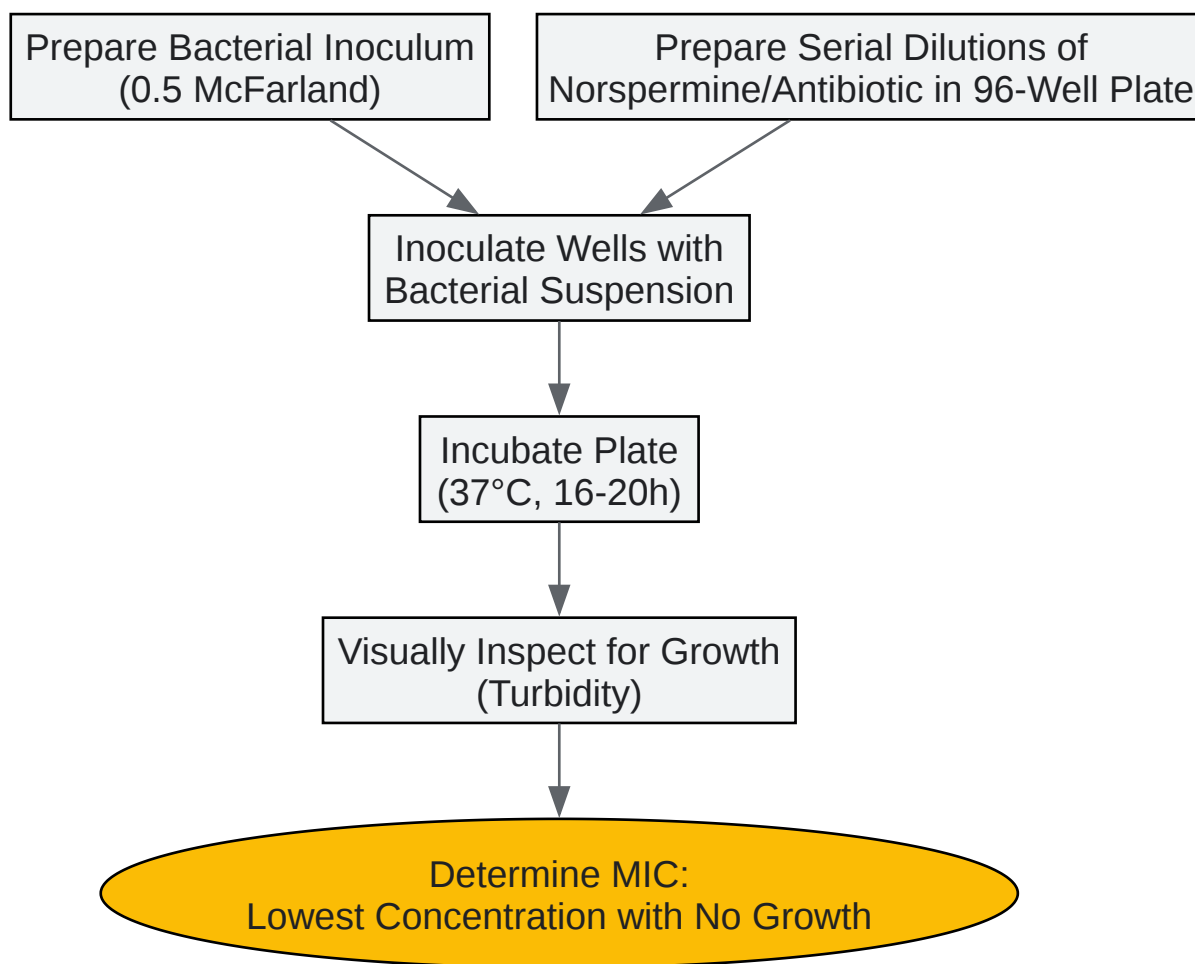 Prepare Bacterial Inoculum
(0.5 McFarland)
Prepare Serial Dilutions of
Norspermine/Antibiotic in 96-Well Plate
Inoculate Wells with
Bacterial Suspension
Incubate Plate
(37°C, 16-20h)
Visually Inspect for Growth
(Turbidity)
Determine MIC:
Lowest Concentration with No Growth